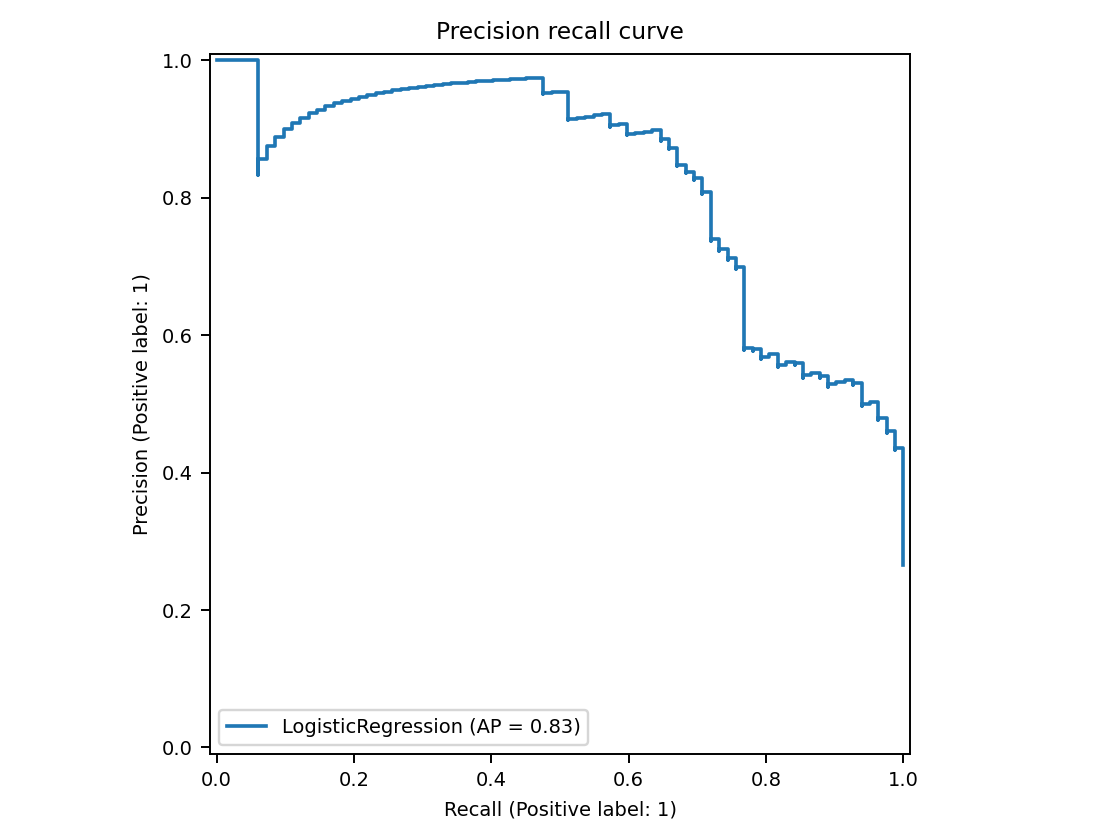 Precision recall curve
1.0
0.8
0.6
0.4
0.2
0.0
Precision (Positive label: 1)
LogisticRegression (AP = 0.83)
0.0 0.2 0.4 0.6 0.8 1.0
Recall (Positive label: 1)